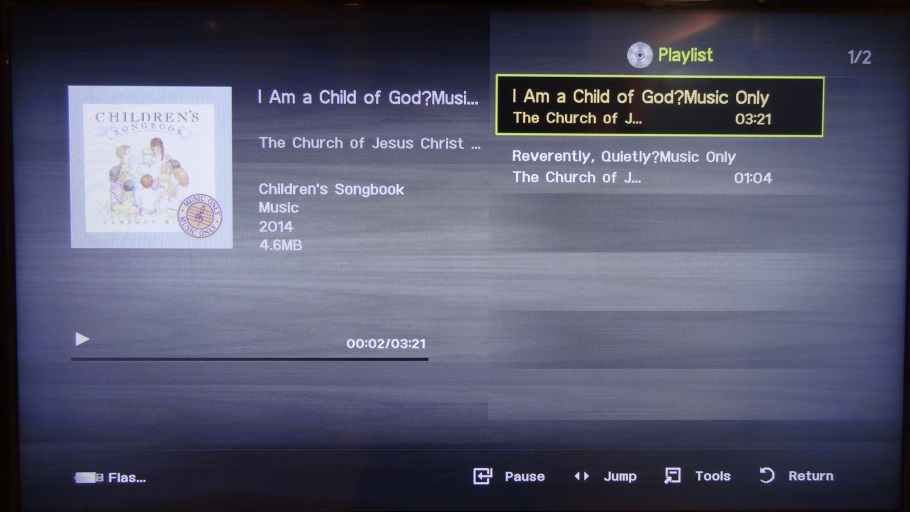 Playlist
1/2
CHILDREN'S
SONGBOOK
MUSIC ONLY
MUSIC ONLY
I Am a Child of God?Musi...
The Church of Jesus Christ ...
Children's Songbook
Music
2014
4.6MB
00:02/03:21
I Am a Child of God?Music Only
The Church of J... 03:21
Reverently, Quietly?Music Only
The Church of J... 01:04
Flas...
Pause Jump Tools Return